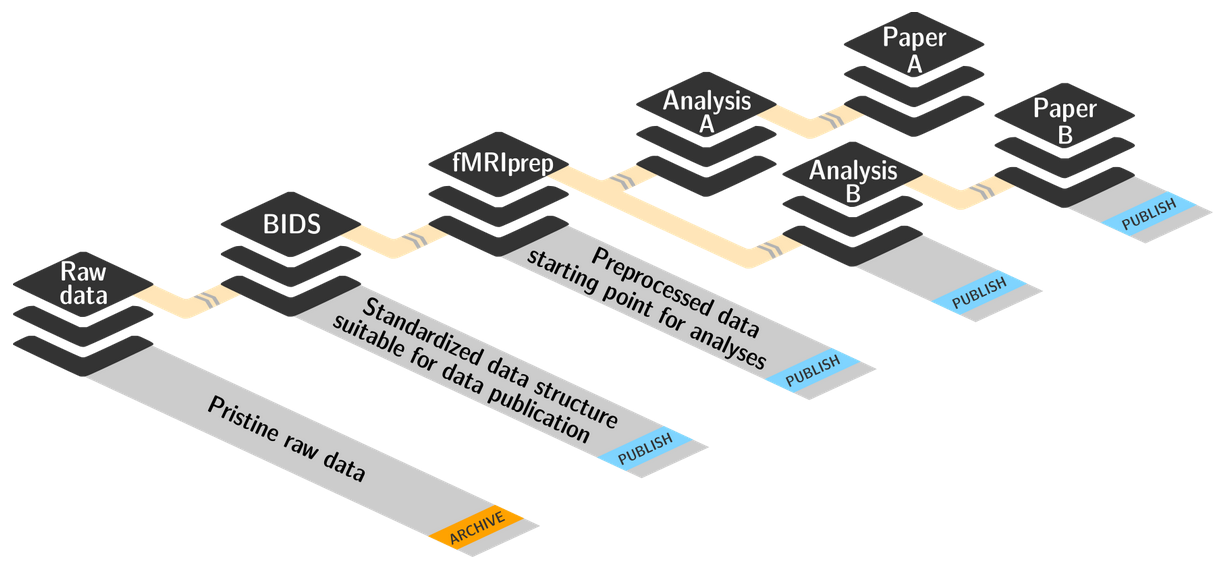 Paper
A
Analysis
A
Paper
B
fMRIprep
Analysis
B
BIDS
Raw
data
PUBLISH
Preprocessed data
starting point for analyses
PUBLISH
Standardized data structure
suitable for data publication
PUBLISH
Pristine raw data
PUBLISH
ARCHIVE